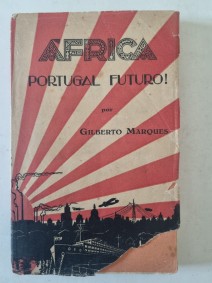 AFRICA
PORTUGAL FUTURO!
por
GILBERTO MARQUES